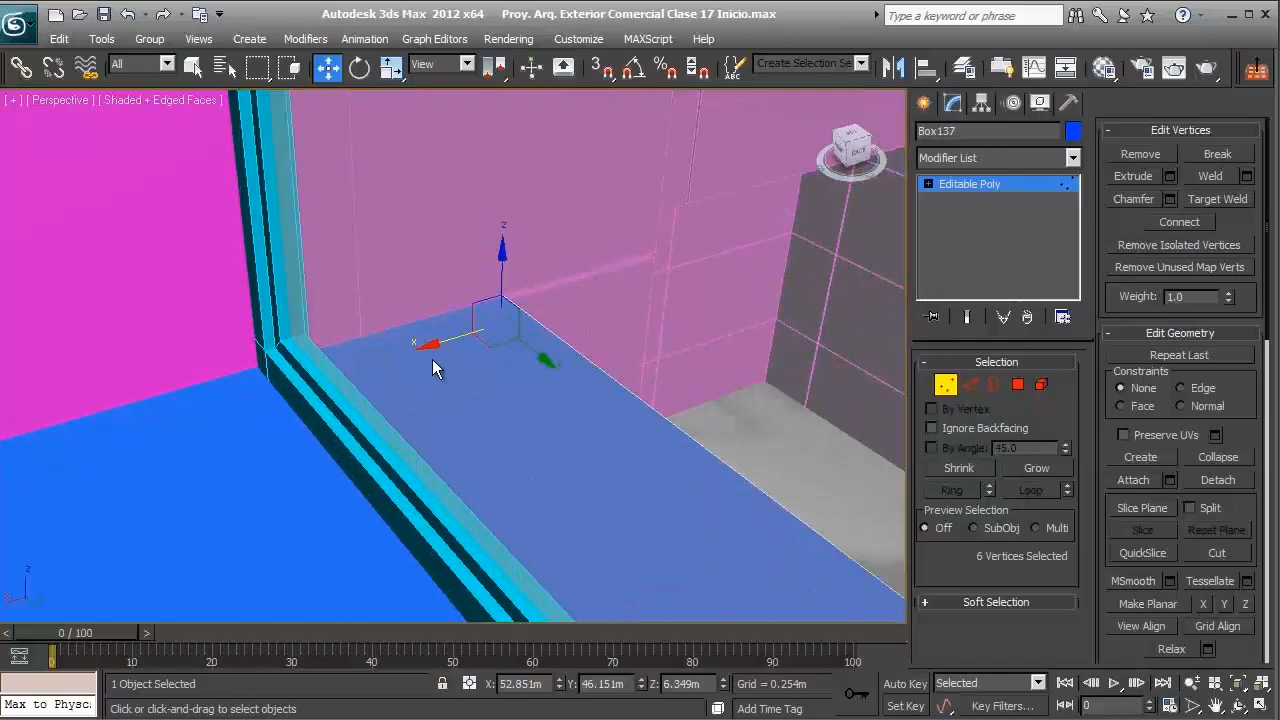 Autodesk 3ds Max 2012 x64 Proy. Arq. Exterior Comercial Clase 17 Inicio.max Type a keyword or phrase
Edit Tools Group Views Create Modifiers Animation Graph Editors Rendering Customize MAXScript Help
All View 3 Create Selection Se
[ + ] [ Perspective ] [ Shaded + Edged Faces ]
BACK
z
x
z
Box137
Modifier List
Editable Poly
Selection
By Vertex
Ignore Backfacing
By Angle: 45.0
Shrink Grow
Ring Loop
Preview Selection
Off SubObj Multi
6 Vertices Selected
Soft Selection
Edit Vertices
Remove Break
Extrude Weld
Chamfer Target Weld
Connect
Remove Isolated Vertices
Remove Unused Map Verts
Weight: 1.0
Edit Geometry
Repeat Last
Constraints
None Edge
Face Normal
Preserve UVs
Create Collapse
Attach Detach
Slice Plane Split
Slice Reset Plane
QuickSlice Cut
MSmooth Tessellate
Make Planar X Y Z
View Align Grid Align
Relax
< 0 / 100 >
0 10 20 30 40 50 60 70 80 90 100
1 Object Selected X: 52.851m Y: 46.151m Z: 6.349m Grid = 0.254m Auto Key Selected
Max to Physc Click or click-and-drag to select objects Add Time Tag Set Key Key Filters... 0